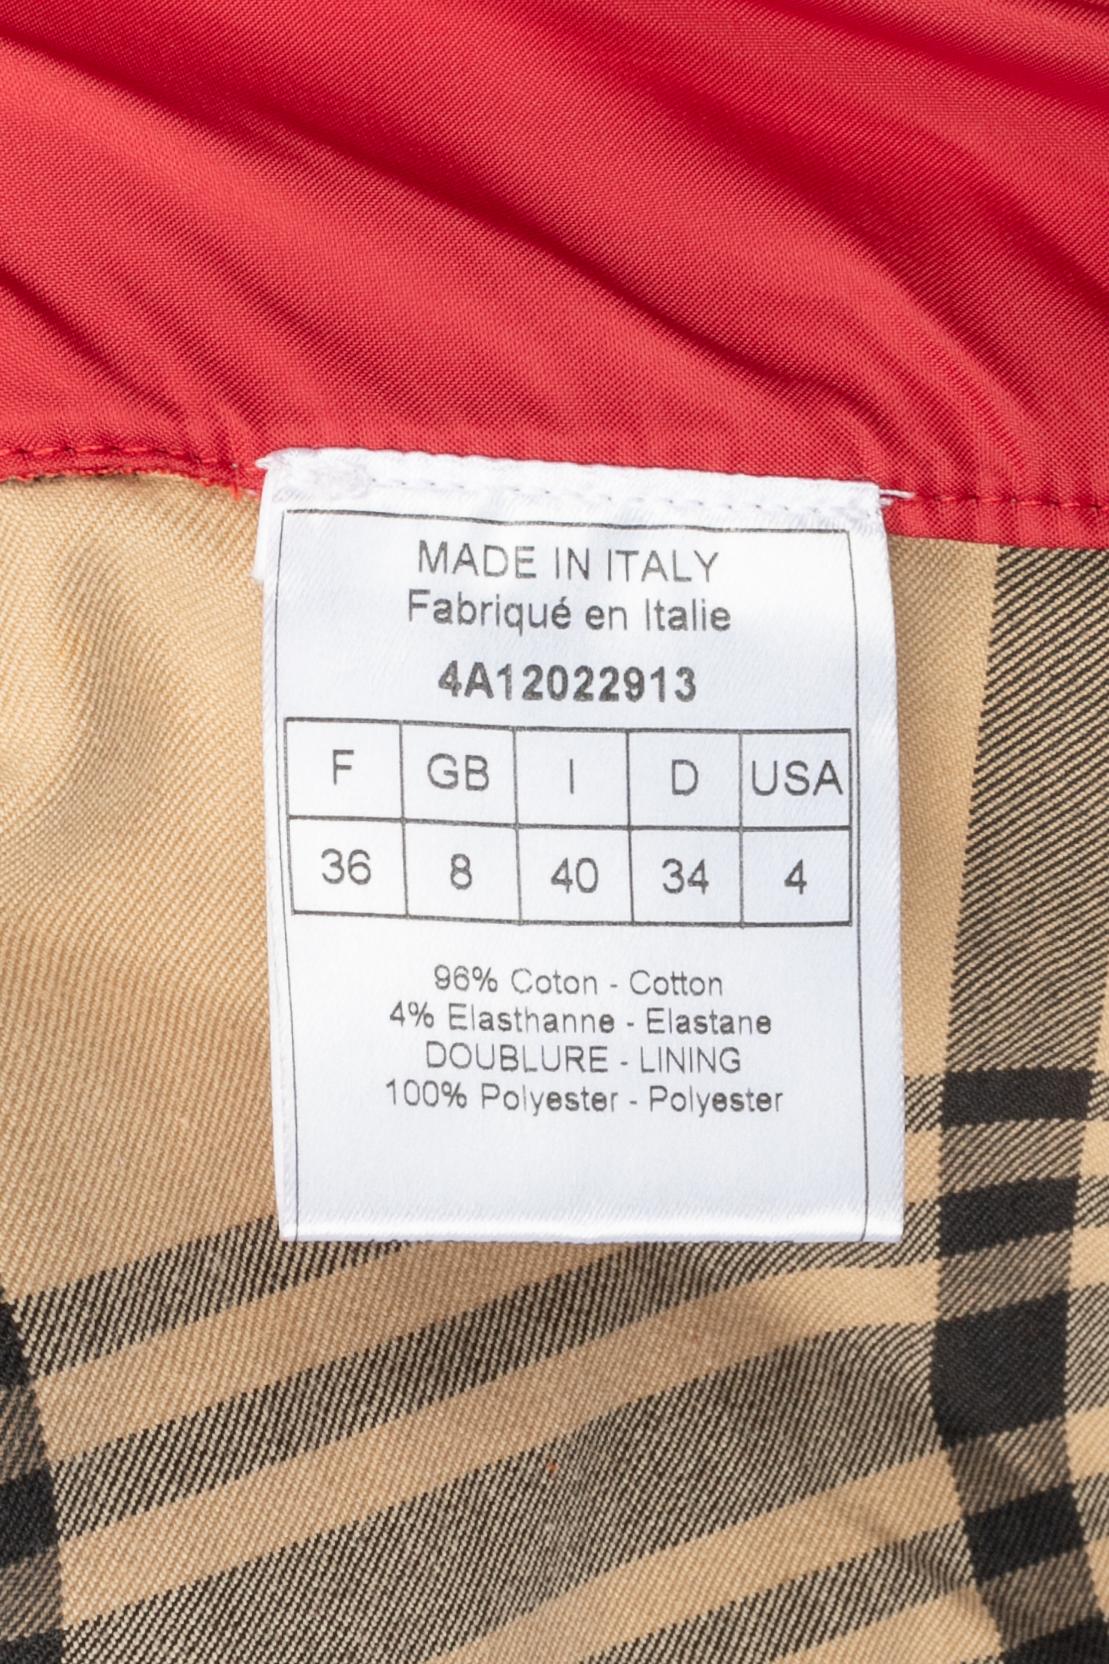 MADE IN ITALY
Fabriqué en Italie
4A12022913
F GB I D USA
36 8 40 34 4
96% Coton - Cotton
4% Elasthanne - Elastane
DOUBLURE - LINING
100% Polyester - Polyester